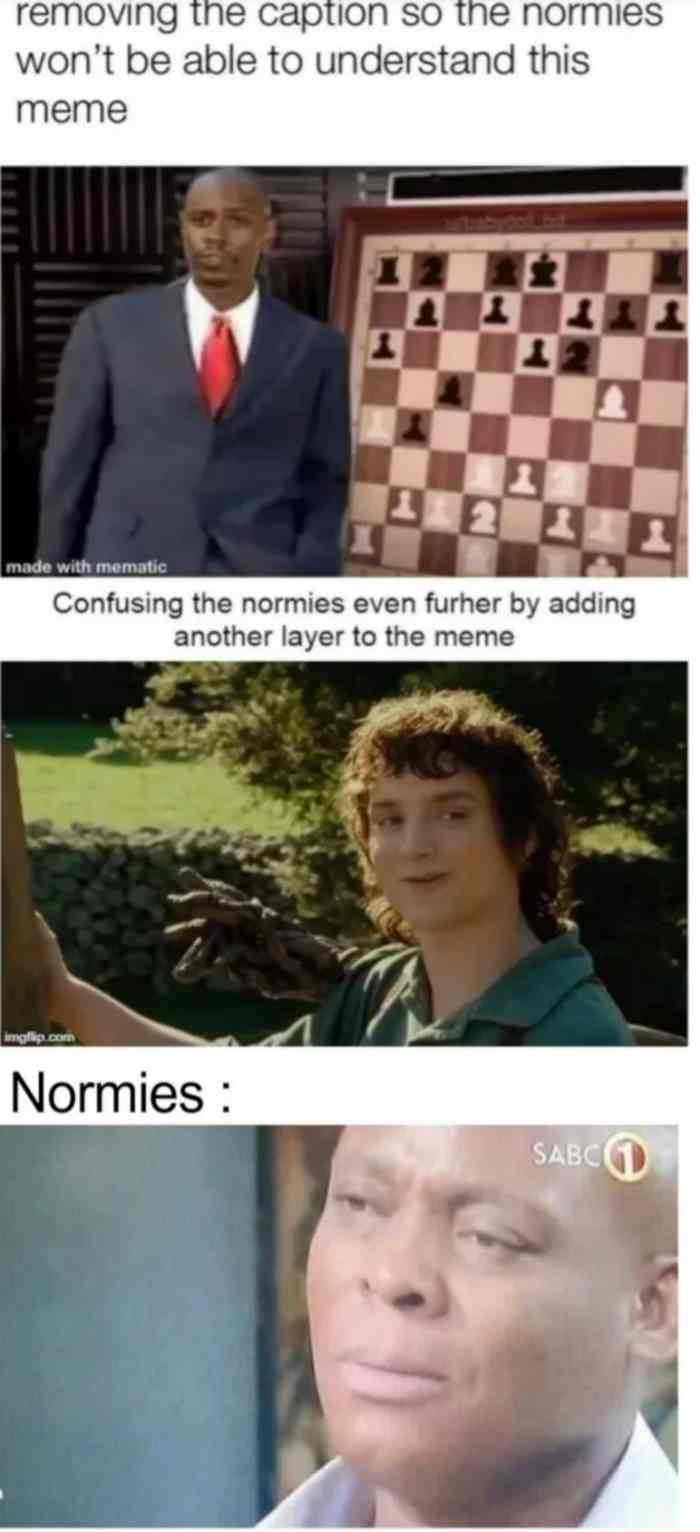 removing the caption so the normies
won't be able to understand this
meme
made with mematic
Confusing the normies even furher by adding
another layer to the meme
imgflip.com
Normies :
SABC 1